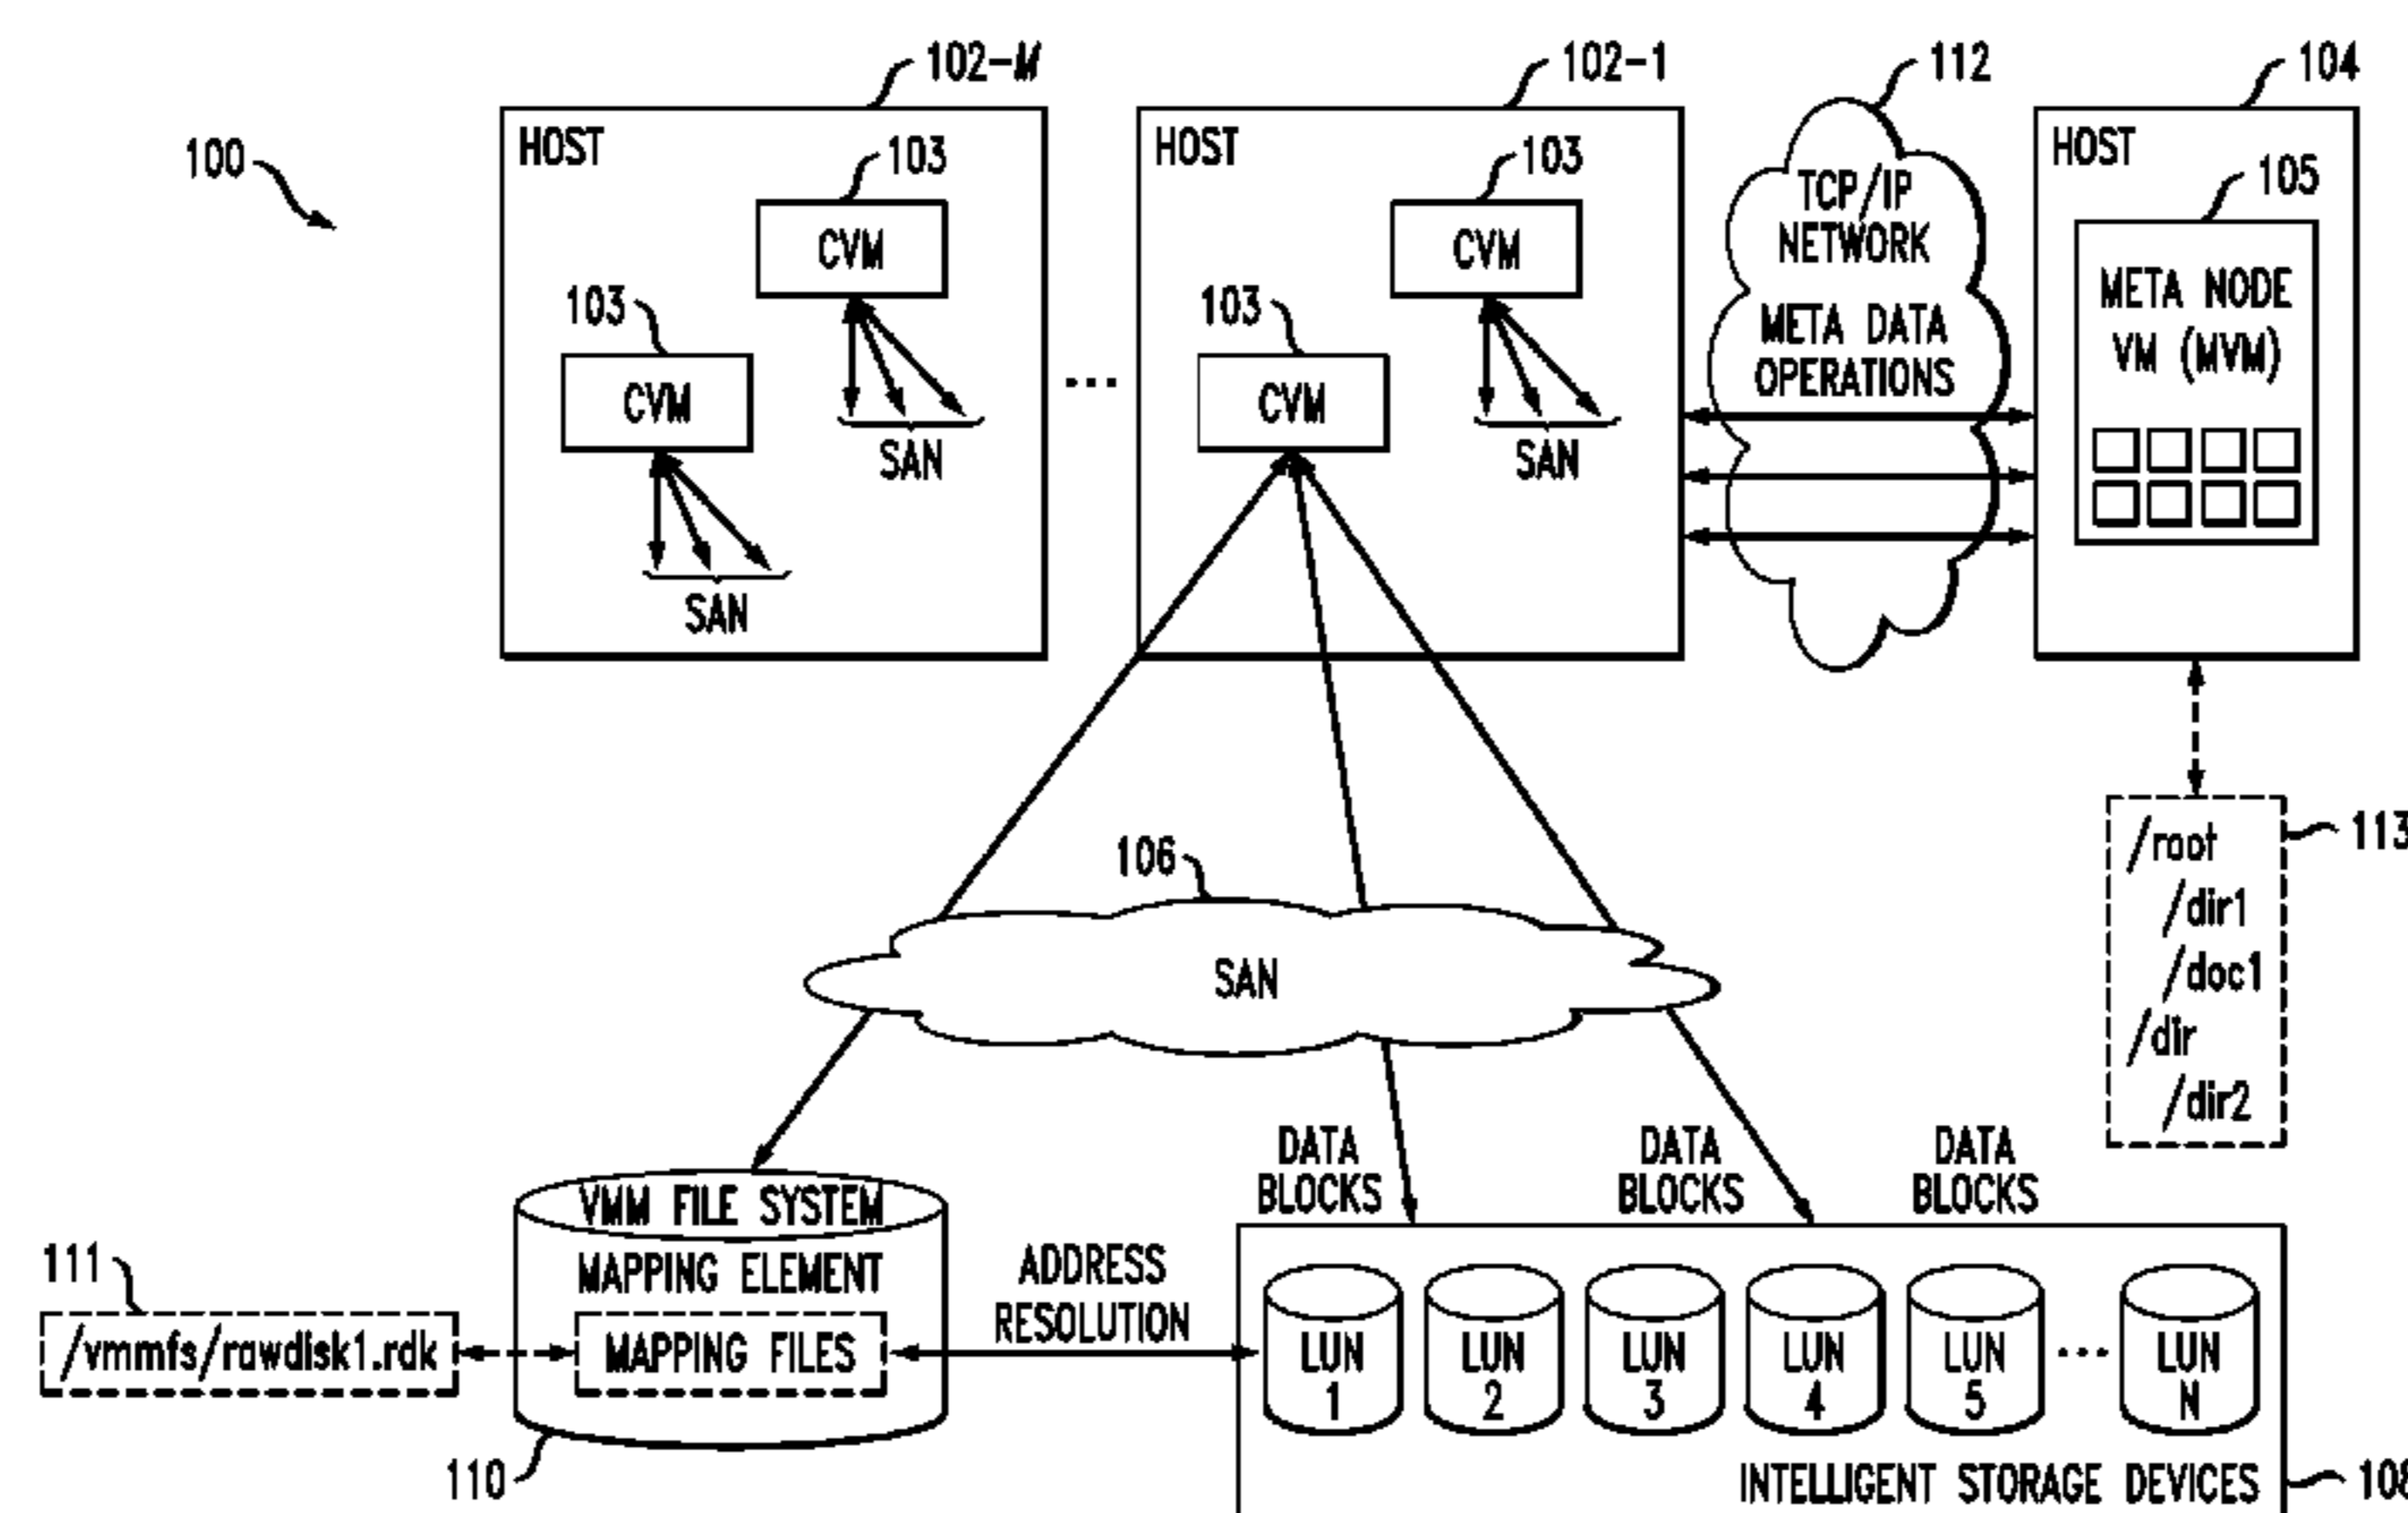 102-M
102-1
112
104
100
HOST
HOST
HOST
103
103
105
CVM
CVM
TCP/IP
NETWORK
META DATA
OPERATIONS
META NODE
VM (MVM)
103
103
CVM
...
CVM
SAN
SAN
SAN
106
SAN
113
/root
/dir1
/doc1
/dir
/dir2
DATA
BLOCKS
DATA
BLOCKS
DATA
BLOCKS
VMM FILE SYSTEM
MAPPING ELEMENT
MAPPING FILES
111
/vmmfs/rawdisk1.rdk
110
ADDRESS
RESOLUTION
LUN
1
LUN
2
LUN
3
LUN
4
LUN
5
...
LUN
N
INTELLIGENT STORAGE DEVICES
108